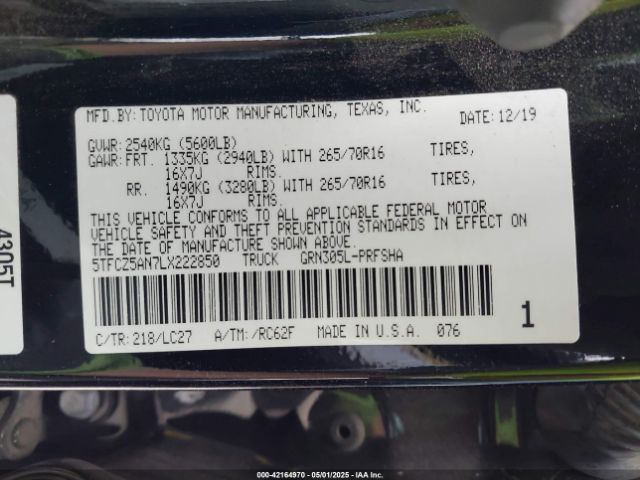 MFD.BY:TOYOTA MOTOR MANUFACTURING, TEXAS, INC. DATE:12/19
GVWR:2540KG (5600LB)
GAWR:FRT. 1335KG (2940LB) WITH 265/70R16 TIRES,
16X7J RIMS.
RR. 1490KG (3280LB) WITH 265/70R16 TIRES,
16X7J RIMS.
THIS VEHICLE CONFORMS TO ALL APPLICABLE FEDERAL MOTOR
VEHICLE SAFETY AND THEFT PREVENTION STANDARDS IN EFFECT ON
THE DATE OF MANUFACTURE SHOWN ABOVE.
5TFCZ5AN7LX222850 TRUCK GRN305L-PRFSHA
C/TR:218/LC27 A/TM:/RC62F MADE IN U.S.A. 076 1
4305T
000-42164970 - 05/01/2025 - IAA Inc.